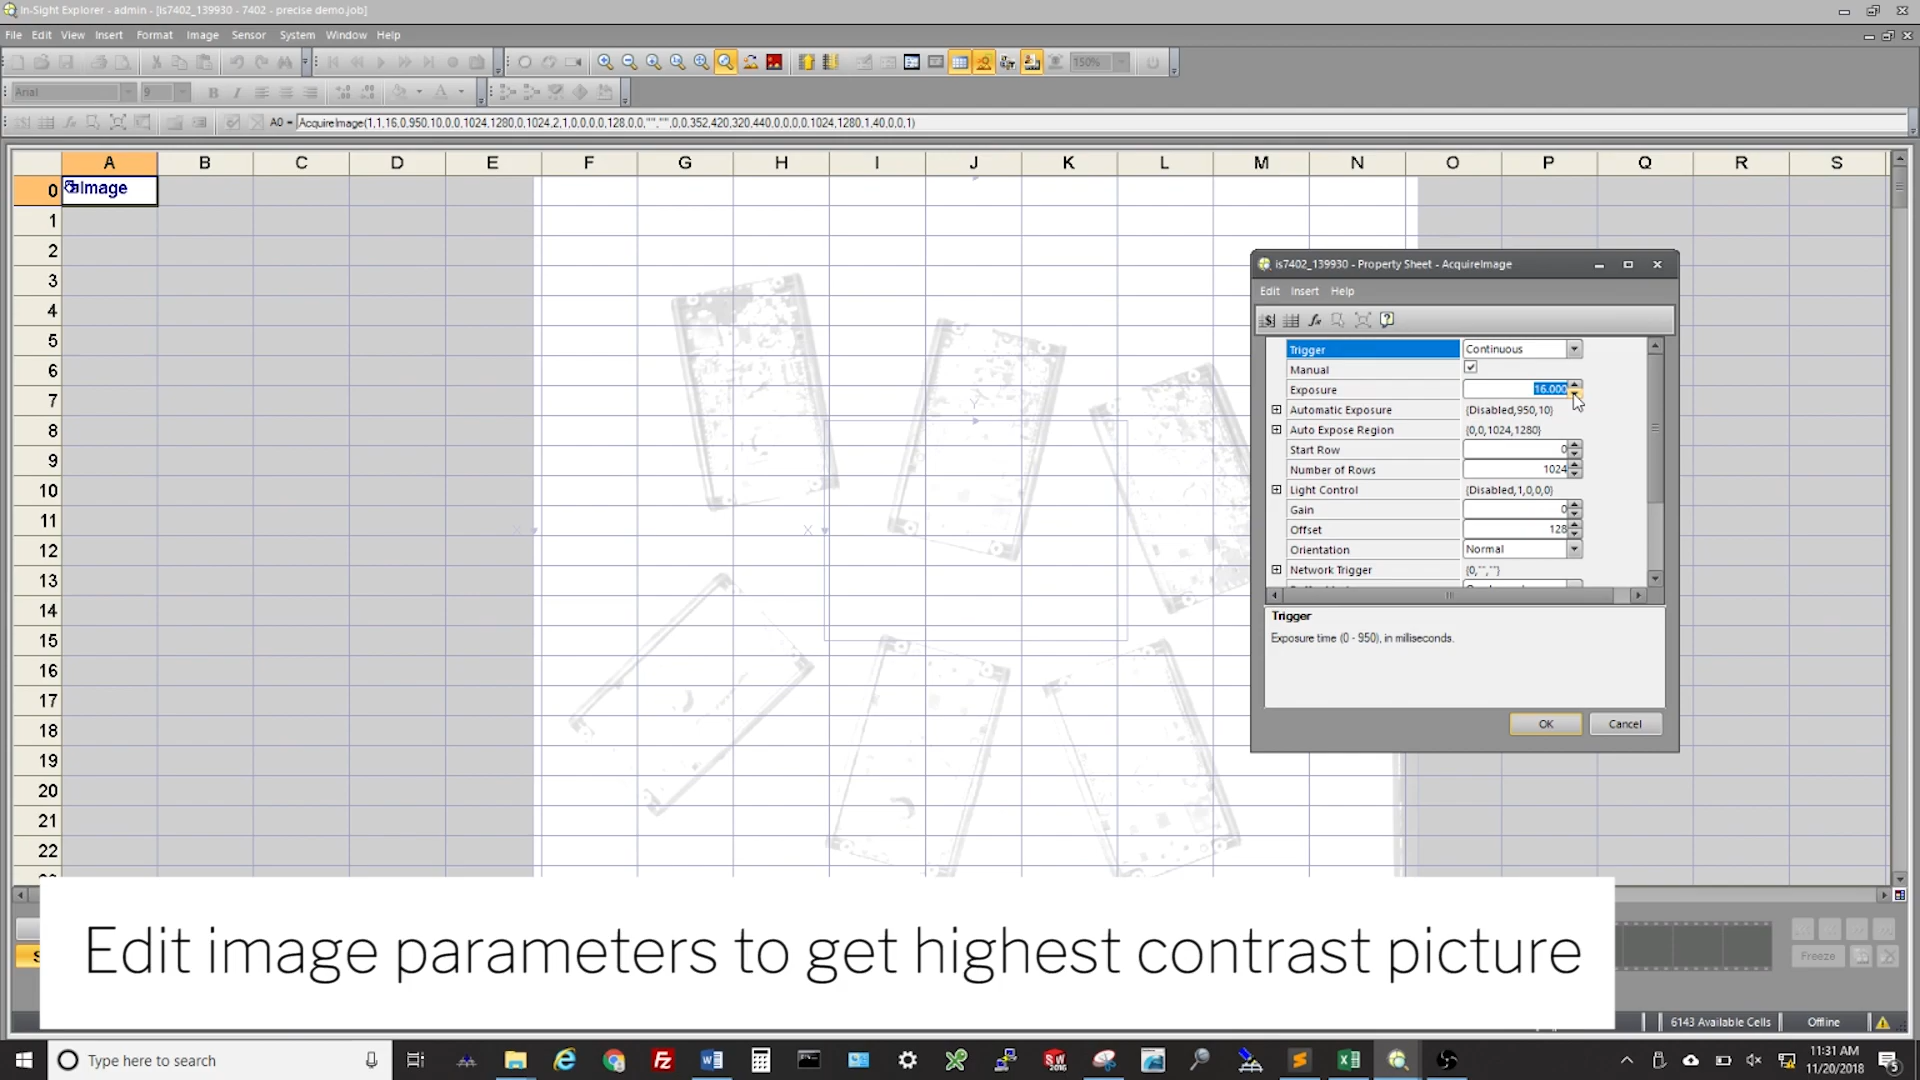 In-Sight Explorer - admin - [is7402_139930 - 7402 - precise demo.job]
File Edit View Insert Format Image Sensor System Window Help
150%
Arial 9 B I A
A0 = AcquireImage(1,1,16.0,950,10,0,0,1024,1280,0,1024,2,1,0,0,0,0,128,0,0,"","",0,0,352,420,320,440,0,0,0,0,1024,1280,1,40,0,0,1)
A B C D E F G H I J K L M N O P Q R S
0 Image
1
2
3
4
5
6
7
8
9
10
11
12
13
14
15
16
17
18
19
20
21
22
Y
X X
is7402_139930 - Property Sheet - AcquireImage
Edit Insert Help
Trigger Continuous
Manual
Exposure 16.000
Automatic Exposure {Disabled,950,10}
Auto Expose Region {0,0,1024,1280}
Start Row 0
Number of Rows 1024
Light Control {Disabled,1,0,0,0}
Gain 0
Offset 128
Orientation Normal
Network Trigger {0,"",""}
Trigger
Exposure time (0 - 950), in milliseconds.
OK Cancel
Edit image parameters to get highest contrast picture
Freeze
6143 Available Cells Offline
Type here to search
SW 2016
11:31 AM
11/20/2018
5